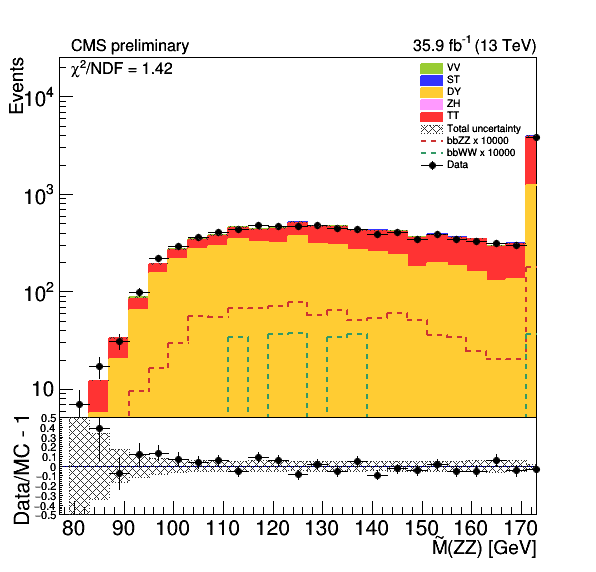 CMS preliminary
35.9 fb⁻¹ (13 TeV)
χ²/NDF = 1.42
Events
10⁴
10³
10²
10
VV
ST
DY
ZH
TT
Total uncertainty
bbZZ x 10000
bbWW x 10000
Data
Data/MC - 1
0.5
0.4
0.3
0.2
0.1
0
−0.1
−0.2
−0.3
−0.4
−0.5
80 90 100 110 120 130 140 150 160 170
M̃(ZZ) [GeV]